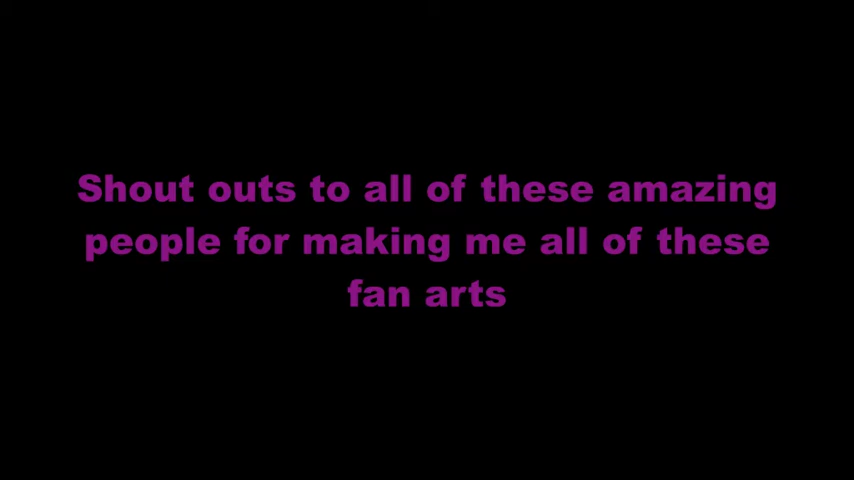 Shout outs to all of these amazing
people for making me all of these
fan arts